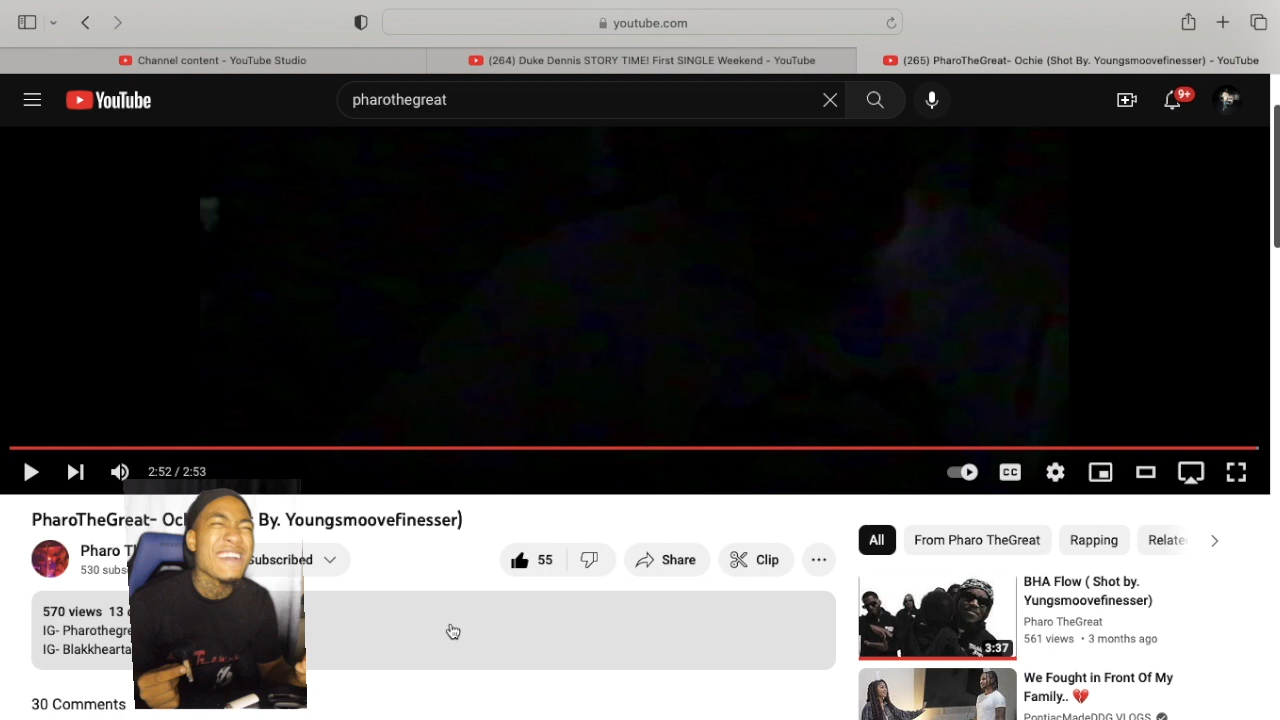 youtube.com
Channel content - YouTube Studio
(264) Duke Dennis STORY TIME! First SINGLE Weekend - YouTube
(265) PharoTheGreat- Ochie (Shot By. Youngsmoovefinesser) - YouTube
YouTube
pharothegreat
9+
2:52 / 2:53
CC
PharoTheGreat- Och By. Youngsmoovefinesser)
Pharo T
530 subs
ubscribed
55
Share
Clip
570 views 13
IG- Pharothegre
IG- Blakkhearta
30 Comments
All
From Pharo TheGreat
Rapping
Relate
BHA Flow ( Shot by.
Yungsmoovefinesser)
Pharo TheGreat
561 views • 3 months ago
3:37
We Fought in Front Of My
Family.. 💔
PontiacMadeDDG VLOGS